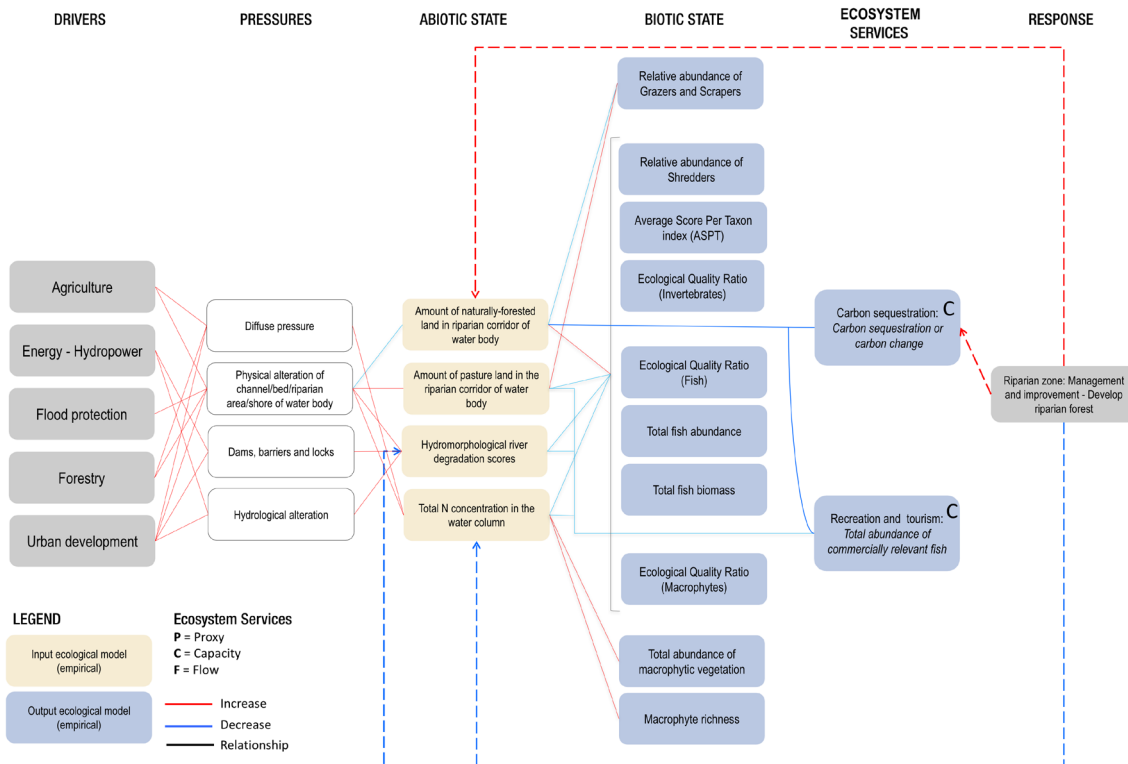 DRIVERS
PRESSURES
ABIOTIC STATE
BIOTIC STATE
ECOSYSTEM
SERVICES
RESPONSE
Agriculture
Energy - Hydropower
Flood protection
Forestry
Urban development
Diffuse pressure
Physical alteration of
channel/bed/riparian
area/shore of water body
Dams, barriers and locks
Hydrological alteration
Amount of naturally-forested
land in riparian corridor of
water body
Amount of pasture land in the
riparian corridor of water
body
Hydromorphological river
degradation scores
Total N concentration in the
water column
Relative abundance of
Grazers and Scrapers
Relative abundance of
Shredders
Average Score Per Taxon
index (ASPT)
Ecological Quality Ratio
(Invertebrates)
Ecological Quality Ratio
(Fish)
Total fish abundance
Total fish biomass
Ecological Quality Ratio
(Macrophytes)
Total abundance of
macrophytic vegetation
Macrophyte richness
Carbon sequestration: C
Carbon sequestration or
carbon change
Recreation and tourism: C
Total abundance of
commercially relevant fish
Riparian zone: Management
and improvement - Develop
riparian forest
LEGEND
Input ecological model
(empirical)
Output ecological model
(empirical)
Ecosystem Services
P = Proxy
C = Capacity
F = Flow
Increase
Decrease
Relationship